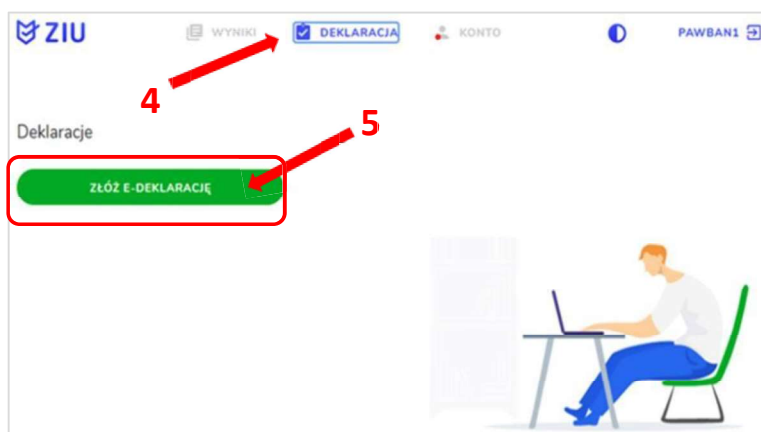 ZIU WYNIKI DEKLARACJA KONTO PAWBAN1
4
5
Deklaracje
ZŁÓŻ E-DEKLARACJĘ